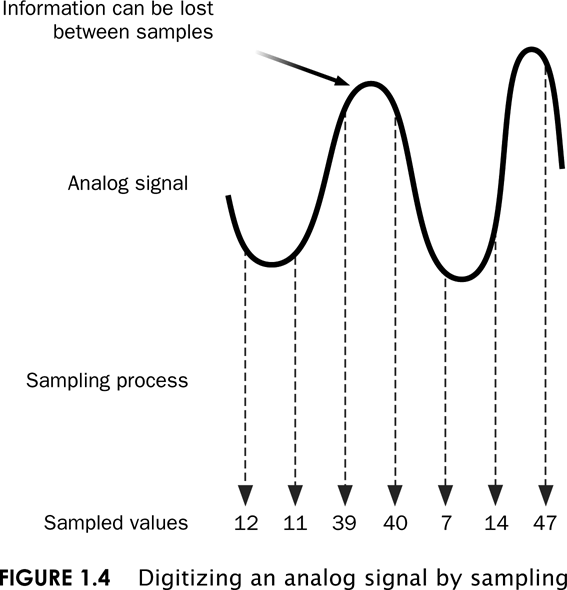 Information can be lost
between samples
Analog signal
Sampling process
Sampled values 12 11 39 40 7 14 47
FIGURE 1.4 Digitizing an analog signal by sampling